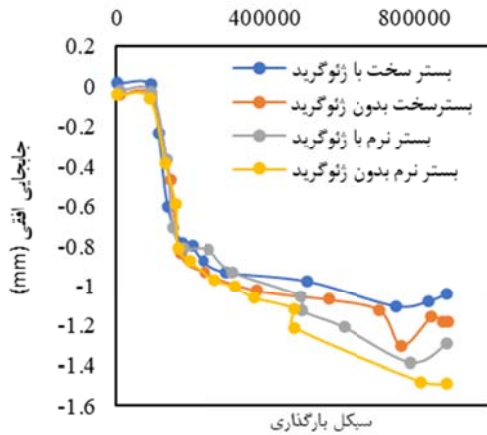 0 400000 800000
0.2
0
-0.2
-0.4
-0.6
-0.8
-1
-1.2
-1.4
-1.6
جابجایی افقی (mm)
بستر سخت با ژئوگرید
بسترسخت بدون ژئوگرید
بستر نرم با ژئوگرید
بستر نرم بدون ژئوگرید
سیکل بارگذاری